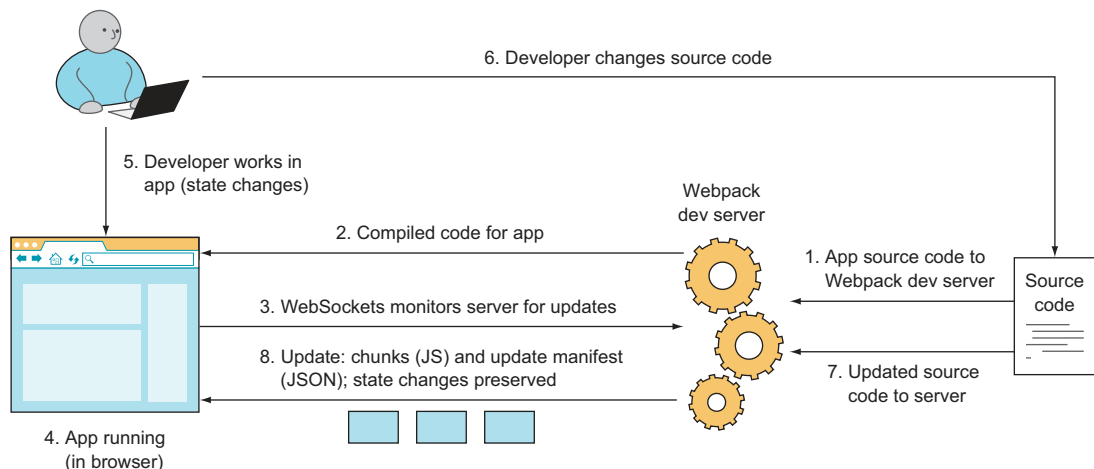 6. Developer changes source code
5. Developer works in
app (state changes)
Webpack
dev server
2. Compiled code for app
1. App source code to
Webpack dev server
Source
code
3. WebSockets monitors server for updates
8. Update: chunks (JS) and update manifest
(JSON); state changes preserved
7. Updated source
code to server
4. App running
(in browser)